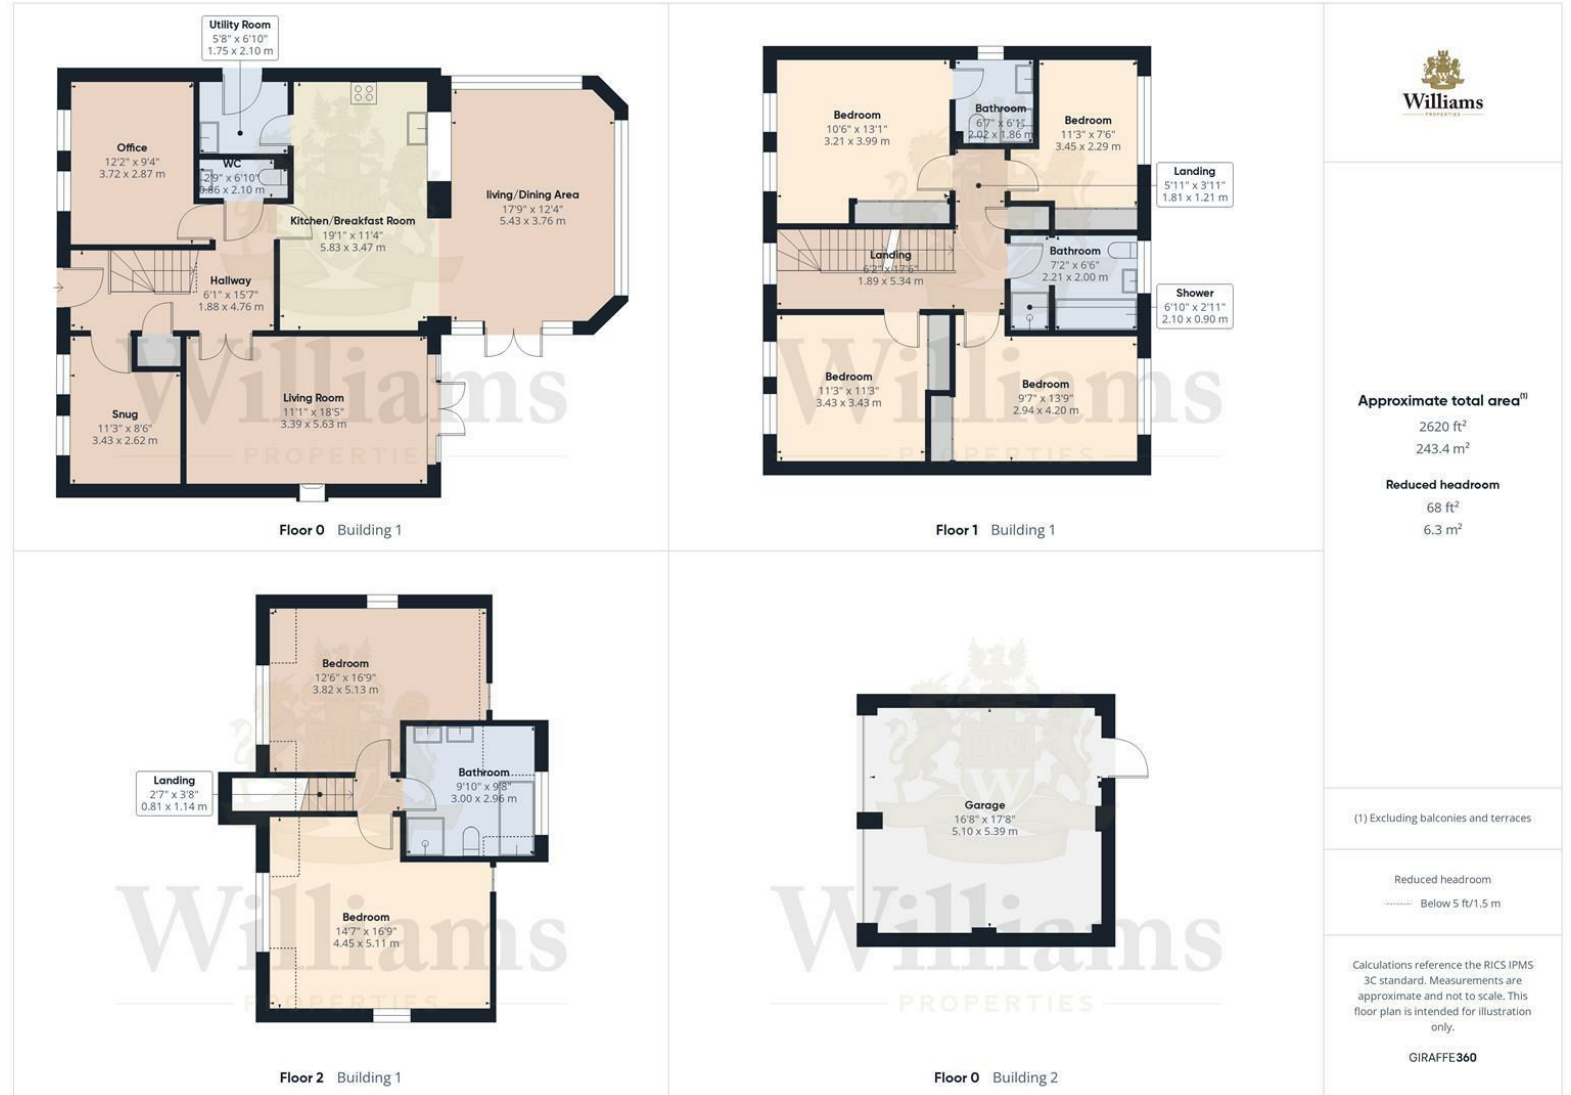 Utility Room
5'8" x 6'10"
1.75 x 2.10 m
Office
12'2" x 9'4"
3.72 x 2.87 m
WC
2'9" x 6'10"
0.86 x 2.10 m
Kitchen/Breakfast Room
19'1" x 11'4"
5.83 x 3.47 m
living/Dining Area
17'9" x 12'4"
5.43 x 3.76 m
Hallway
6'1" x 15'7"
1.88 x 4.76 m
Snug
11'3" x 8'6"
3.43 x 2.62 m
Living Room
11'1" x 18'5"
3.39 x 5.63 m
Williams
PROPERTIES
Floor 0 Building 1
Bedroom
10'6" x 13'1"
3.21 x 3.99 m
Bathroom
6'7" x 6'1"
2.02 x 1.86 m
Bedroom
11'3" x 7'6"
3.45 x 2.29 m
Landing
5'11" x 3'11"
1.81 x 1.21 m
Landing
6'2" x 17'6"
1.89 x 5.34 m
Bathroom
7'2" x 6'6"
2.21 x 2.00 m
Shower
6'10" x 2'11"
2.10 x 0.90 m
Bedroom
11'3" x 11'3"
3.43 x 3.43 m
Bedroom
9'7" x 13'9"
2.94 x 4.20 m
Williams
PROPERTIES
Floor 1 Building 1
Bedroom
12'6" x 16'9"
3.82 x 5.13 m
Landing
2'7" x 3'8"
0.81 x 1.14 m
Bathroom
9'10" x 9'8"
3.00 x 2.96 m
Bedroom
14'7" x 16'9"
4.45 x 5.11 m
Williams
PROPERTIES
Floor 2 Building 1
W
Garage
16'8" x 17'8"
5.10 x 5.39 m
Williams
PROPERTIES
Floor 0 Building 2
W
Williams
PROPERTIES
Approximate total area(1)
2620 ft²
243.4 m²
Reduced headroom
68 ft²
6.3 m²
(1) Excluding balconies and terraces
Reduced headroom
Below 5 ft/1.5 m
Calculations reference the RICS IPMS
3C standard. Measurements are
approximate and not to scale. This
floor plan is intended for illustration
only.
GIRAFFE360